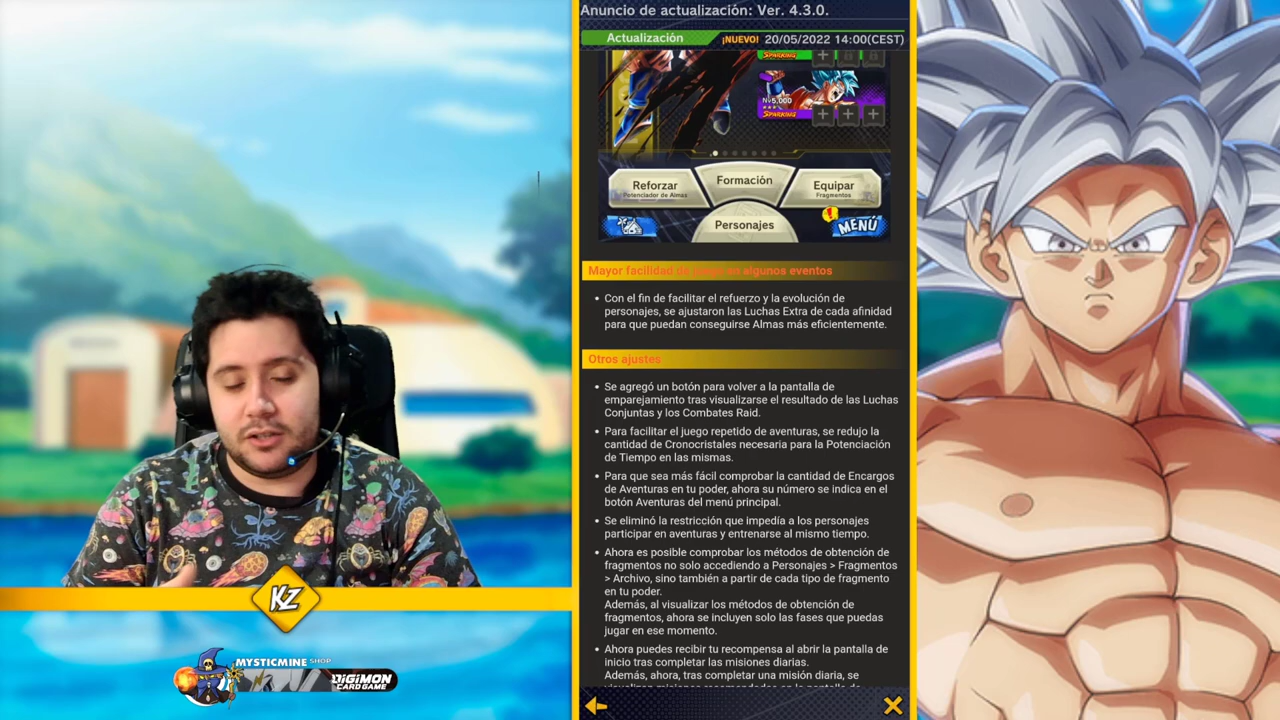 Anuncio de actualización: Ver. 4.3.0.
Actualización
¡NUEVO! 20/05/2022 14:00(CEST)
SPARKING
Nv5,000
SPARKING
Reforzar
Potenciador de Almas
Formación
Equipar
Fragmentos
Personajes
MENÚ
Mayor facilidad de juego en algunos eventos
• Con el fin de facilitar el refuerzo y la evolución de
personajes, se ajustaron las Luchas Extra de cada afinidad
para que puedan conseguirse Almas más eficientemente.
Otros ajustes
• Se agregó un botón para volver a la pantalla de
emparejamiento tras visualizarse el resultado de las Luchas
Conjuntas y los Combates Raid.
• Para facilitar el juego repetido de aventuras, se redujo la
cantidad de Cronocristales necesaria para la Potenciación
de Tiempo en las mismas.
• Para que sea más fácil comprobar la cantidad de Encargos
de Aventuras en tu poder, ahora su número se indica en el
botón Aventuras del menú principal.
• Se eliminó la restricción que impedía a los personajes
participar en aventuras y entrenarse al mismo tiempo.
• Ahora es posible comprobar los métodos de obtención de
fragmentos no solo accediendo a Personajes > Fragmentos
> Archivo, sino también a partir de cada tipo de fragmento
en tu poder.
Además, al visualizar los métodos de obtención de
fragmentos, ahora se incluyen solo las fases que puedas
jugar en ese momento.
• Ahora puedes recibir tu recompensa al abrir la pantalla de
inicio tras completar las misiones diarias.
Además, ahora, tras completar una misión diaria, se
KZ
MYSTICMINE SHOP
DIGIMON
CARD GAME